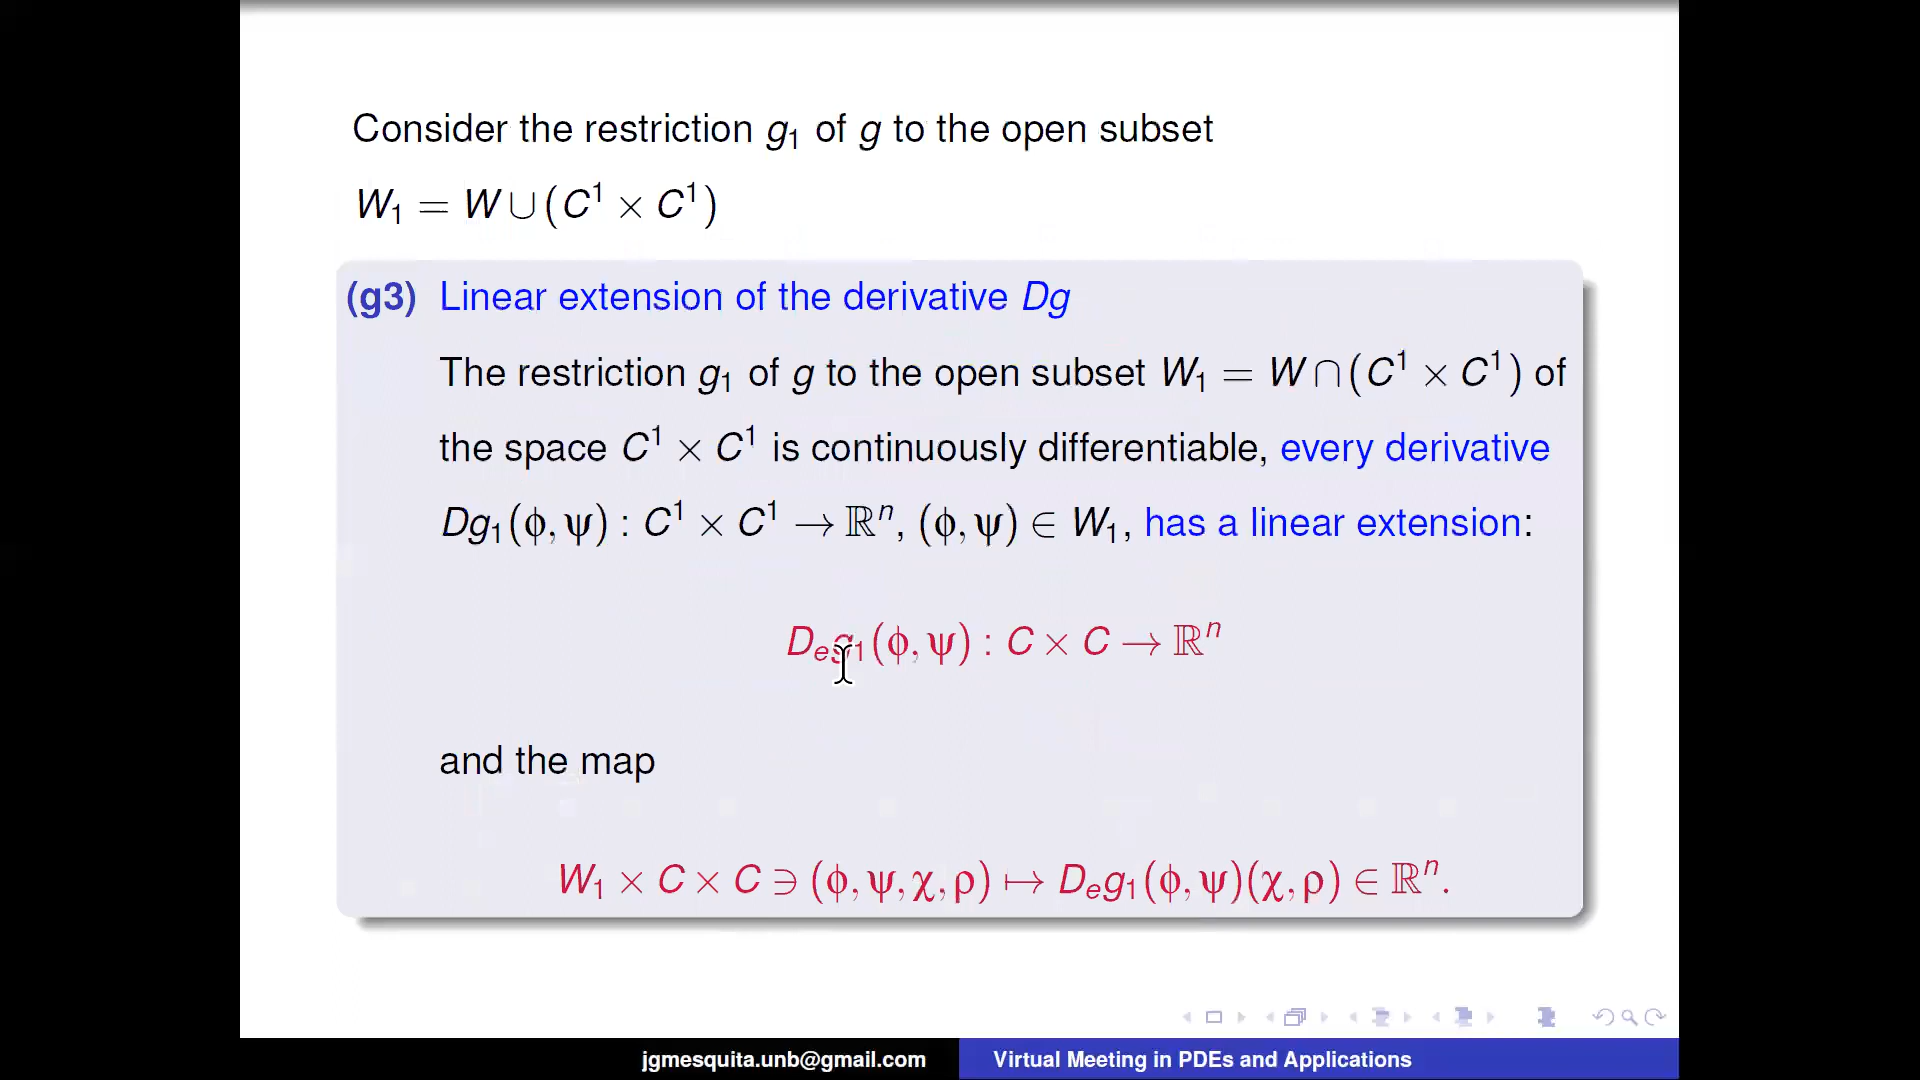 Consider the restriction g₁ of g to the open subset
W₁ = W ∪ (C¹ × C¹)
(g3) Linear extension of the derivative Dg
The restriction g₁ of g to the open subset W₁ = W ∩ (C¹ × C¹) of
the space C¹ × C¹ is continuously differentiable, every derivative
Dg₁(ϕ, ψ) : C¹ × C¹ → ℝⁿ, (ϕ, ψ) ∈ W₁, has a linear extension:
Dₑg₁(ϕ, ψ) : C × C → ℝⁿ
and the map
W₁ × C × C ∋ (ϕ, ψ, χ, ρ) ↦ Dₑg₁(ϕ, ψ)(χ, ρ) ∈ ℝⁿ.
jgmesquita.unb@gmail.com
Virtual Meeting in PDEs and Applications